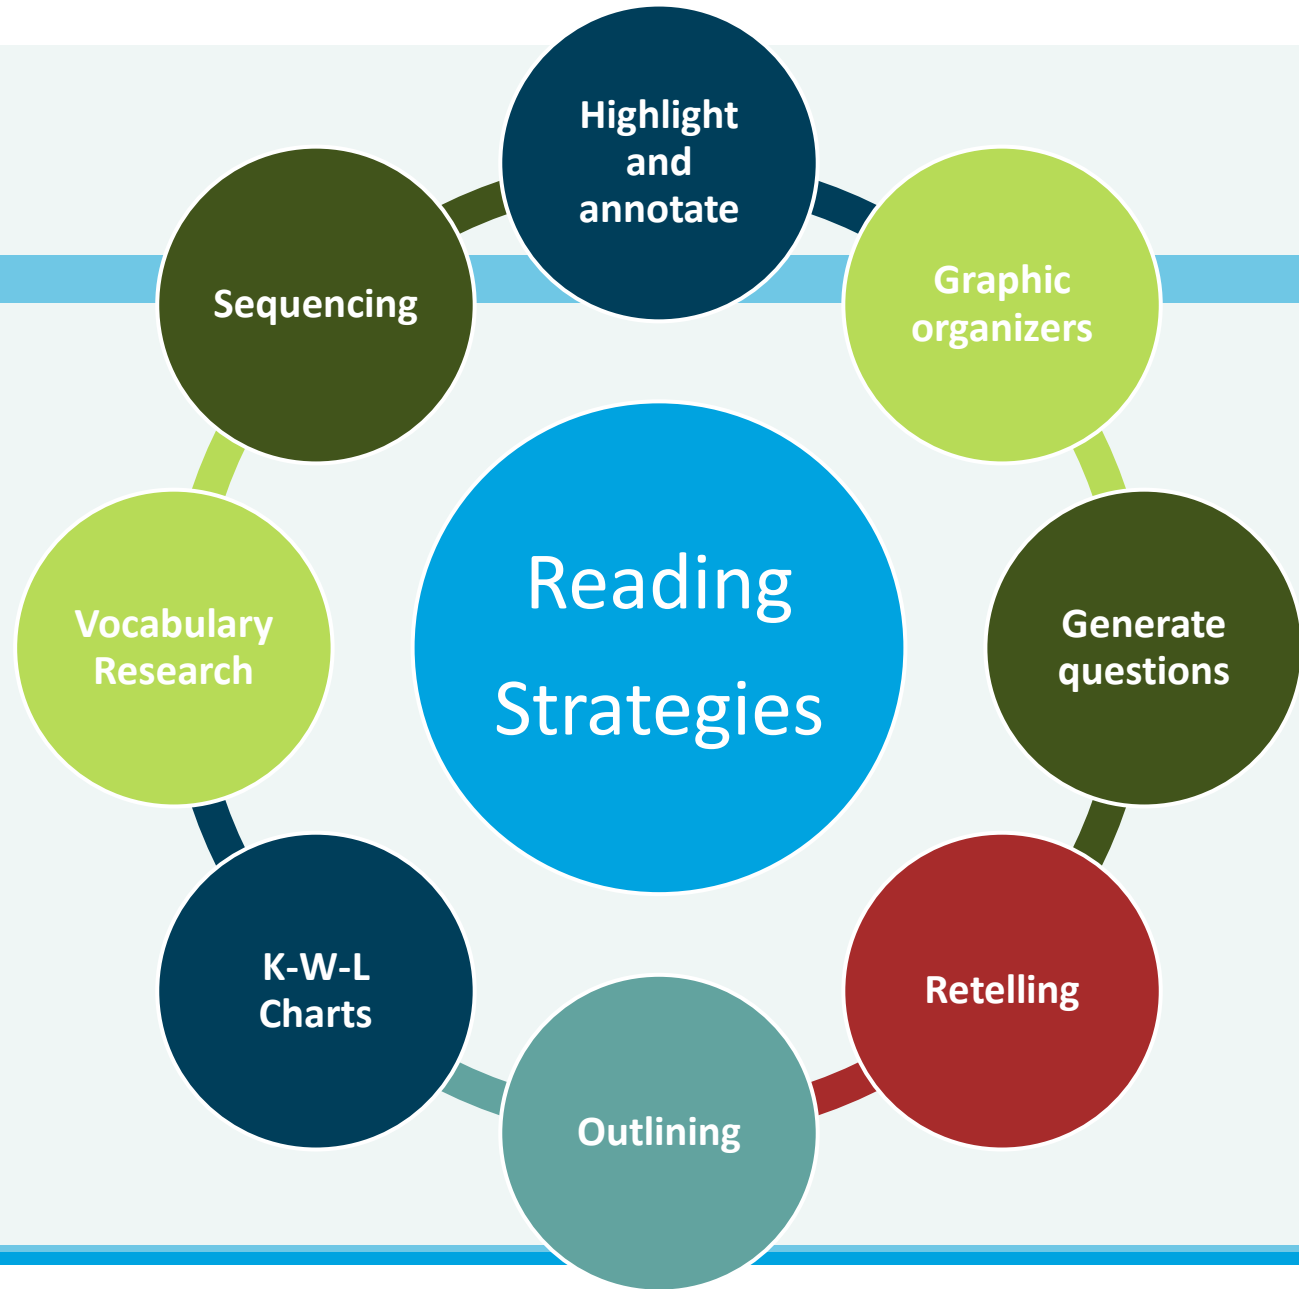 Highlight
and
annotate
Graphic
organizers
Generate
questions
Retelling
Outlining
K-W-L
Charts
Vocabulary
Research
Sequencing
Reading
Strategies